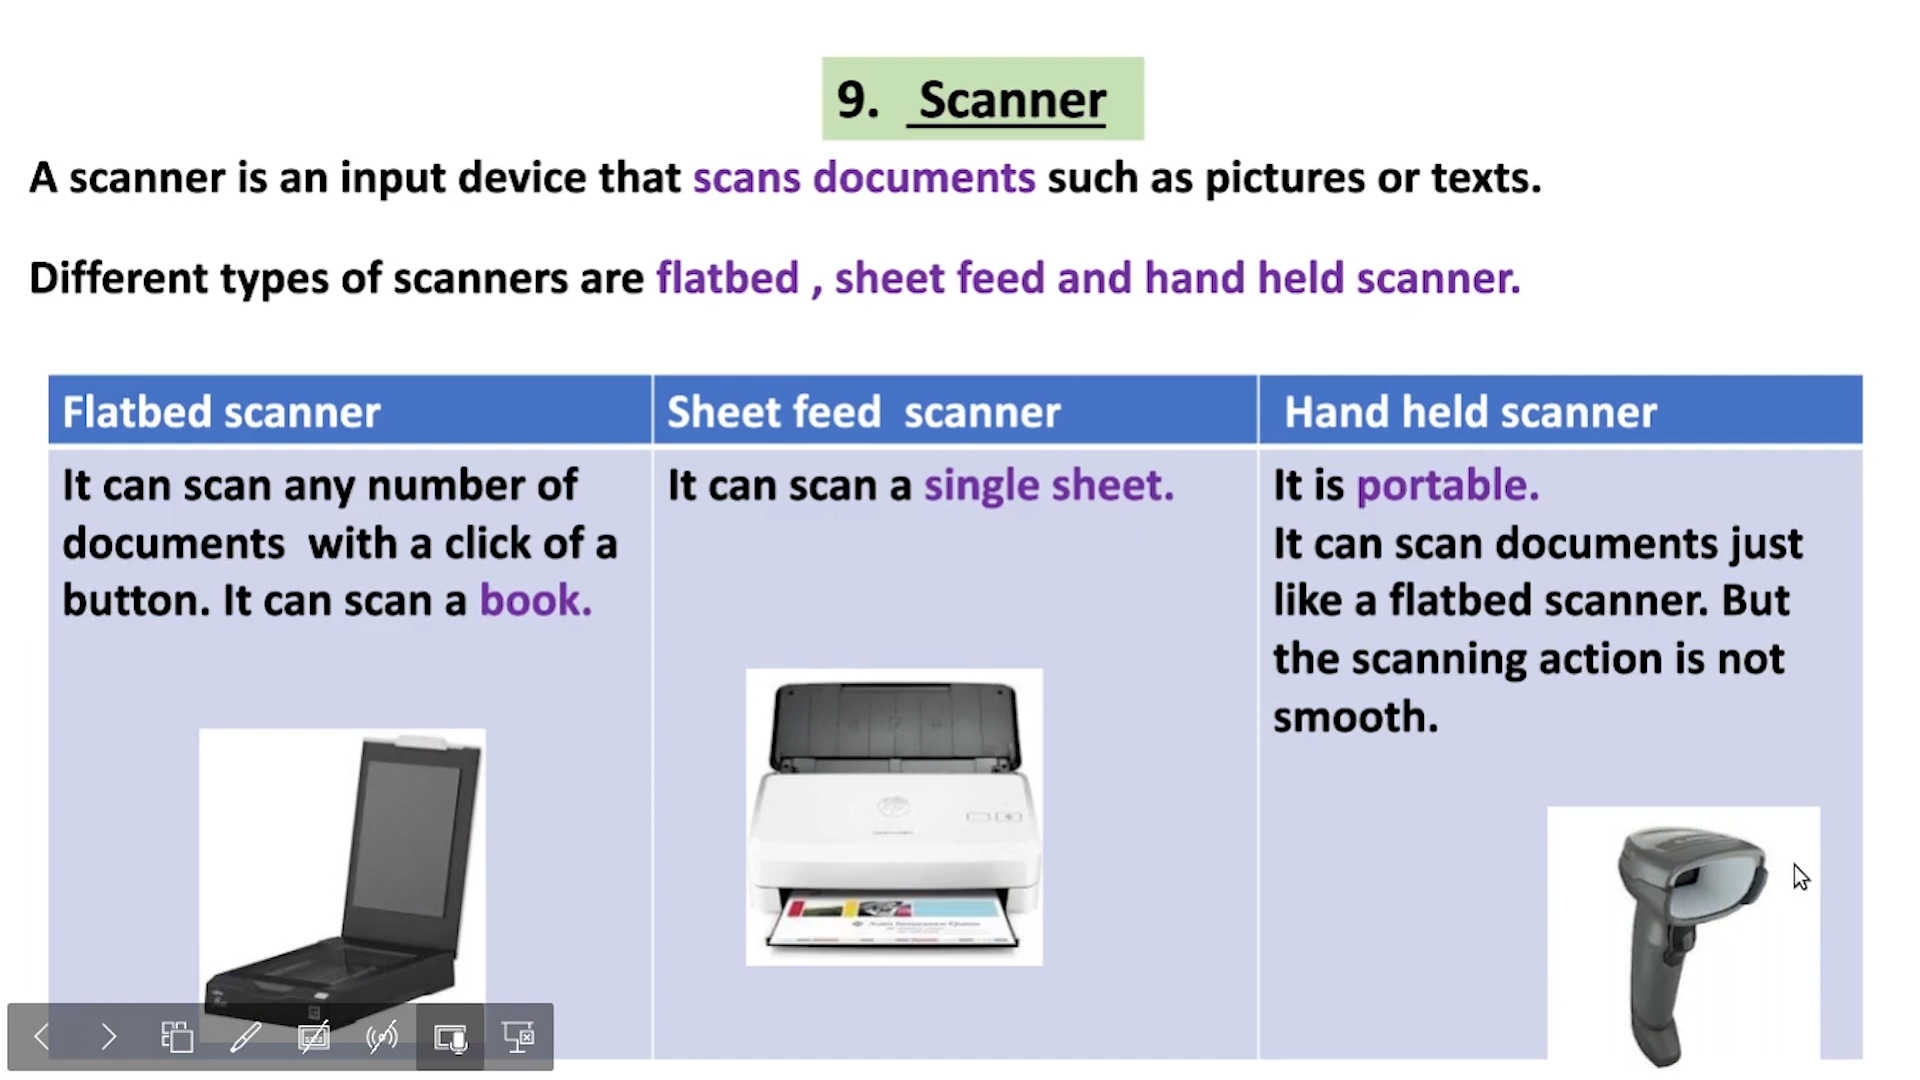 9. Scanner
A scanner is an input device that scans documents such as pictures or texts.
Different types of scanners are flatbed , sheet feed and hand held scanner.
Flatbed scanner
It can scan any number of
documents with a click of a
button. It can scan a book.
Sheet feed scanner
It can scan a single sheet.
Hand held scanner
It is portable.
It can scan documents just
like a flatbed scanner. But
the scanning action is not
smooth.